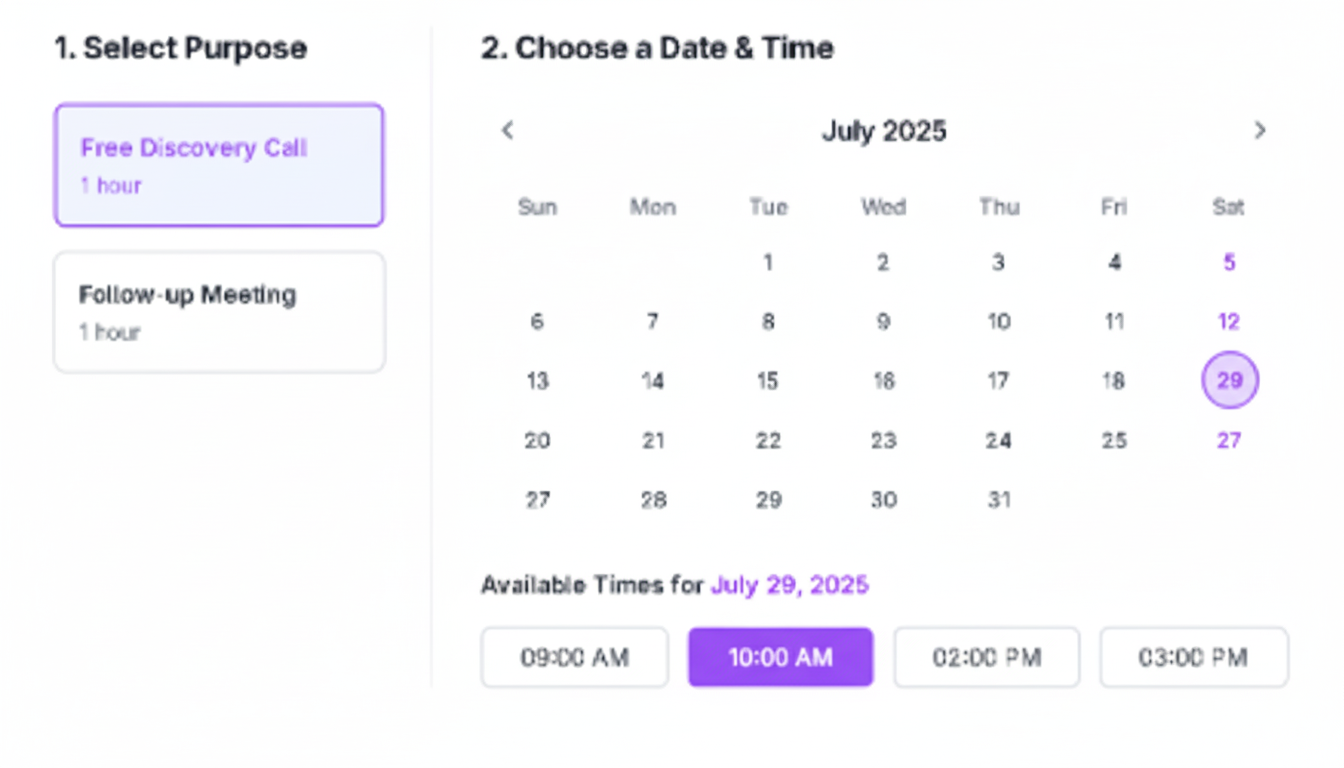 1. Select Purpose
Free Discovery Call
1 hour
Follow-up Meeting
1 hour
2. Choose a Date & Time
July 2025
Sun Mon Tue Wed Thu Fri Sat
1 2 3 4 5
6 7 8 9 10 11 12
13 14 15 16 17 18 29
20 21 22 23 24 25 27
27 28 29 30 31
Available Times for July 29, 2025
09:00 AM 10:00 AM 02:00 PM 03:00 PM